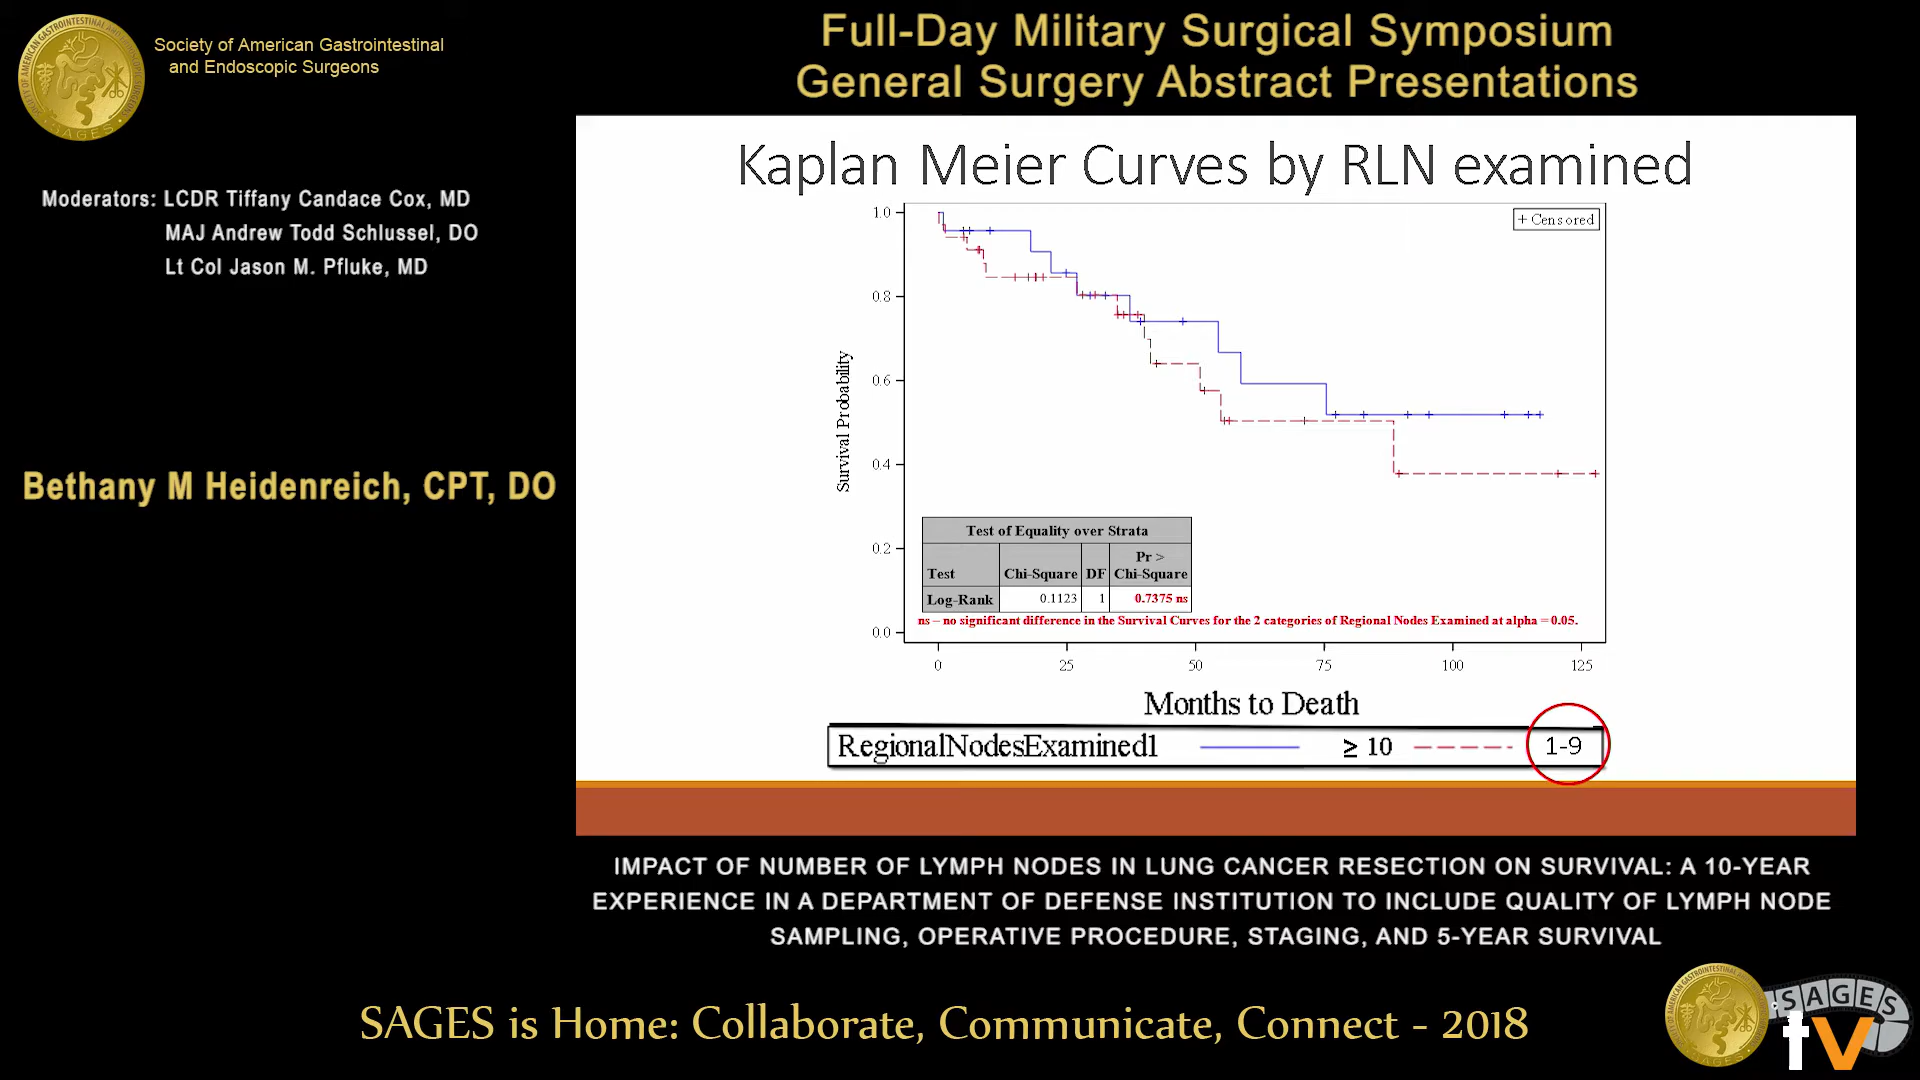 Society of American Gastrointestinal
and Endoscopic Surgeons
Full-Day Military Surgical Symposium
General Surgery Abstract Presentations
Moderators: LCDR Tiffany Candace Cox, MD
MAJ Andrew Todd Schlussel, DO
Lt Col Jason M. Pfluke, MD
Bethany M Heidenreich, CPT, DO
Kaplan Meier Curves by RLN examined
+ Censored
1.0
0.8
0.6
0.4
0.2
0.0
Survival Probability
Test of Equality over Strata
Test Chi-Square DF Pr > Chi-Square
Log-Rank 0.1123 1 0.7375 ns
ns – no significant difference in the Survival Curves for the 2 categories of Regional Nodes Examined at alpha = 0.05.
0 25 50 75 100 125
Months to Death
RegionalNodesExamined1 ≥ 10 1-9
IMPACT OF NUMBER OF LYMPH NODES IN LUNG CANCER RESECTION ON SURVIVAL: A 10-YEAR
EXPERIENCE IN A DEPARTMENT OF DEFENSE INSTITUTION TO INCLUDE QUALITY OF LYMPH NODE
SAMPLING, OPERATIVE PROCEDURE, STAGING, AND 5-YEAR SURVIVAL
SAGES is Home: Collaborate, Communicate, Connect - 2018
SAGES
tv